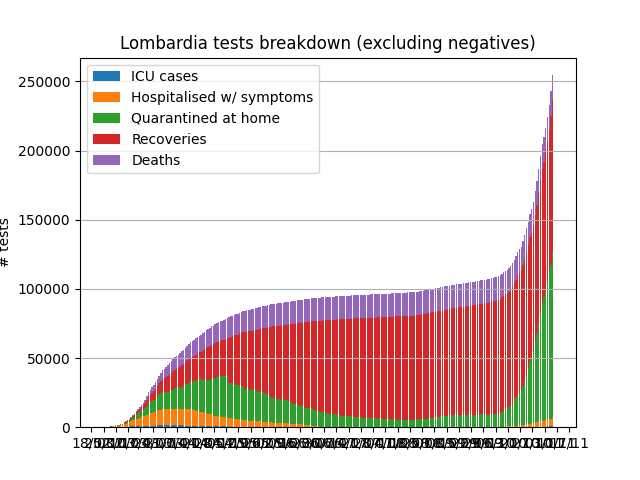 Lombardia tests breakdown (excluding negatives)
ICU cases
Hospitalised w/ symptoms
Quarantined at home
Recoveries
Deaths
250000
200000
150000
100000
50000
0
# tests